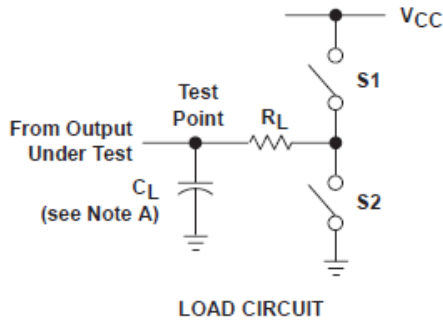 VCC
S1
Test
Point
RL
From Output
Under Test
CL
(see Note A)
S2
LOAD CIRCUIT